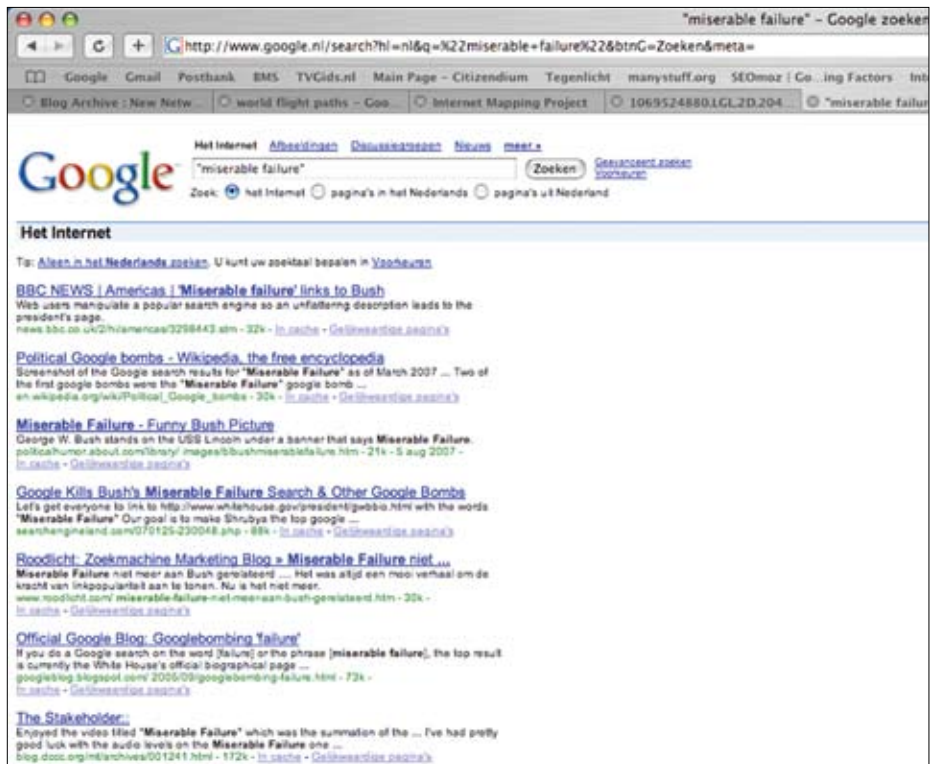 "miserable failure" – Google zoeken
http://www.google.nl/search?hl=nl&q=%22miserable+failure%22&btnG=Zoeken&meta=
Google Gmail Postbank BMS TVGids.nl Main Page – Citizendium Tegenlicht manystuff.org SEOmoz | Go...ing Factors Int
Blog Archive : New Netw... world flight paths – Goo... Internet Mapping Project 1069524880.LGL.2D.204... "miserable failur
Het Internet Afbeeldingen Discussiegroepen Nieuws meer »
Google
"miserable failure" Zoeken Geavanceerd zoeken
Voorkeuren
Zoek: het Internet pagina's in het Nederlands pagina's uit Nederland
Het Internet
Tip: Alleen in het Nederlands zoeken. U kunt uw zoektaal bepalen in Voorkeuren
BBC NEWS | Americas | 'Miserable failure' links to Bush
Web users manipulate a popular search engine so an unflattering description leads to the
president's page.
news.bbc.co.uk/2/hi/americas/3298443.stm - 32k - In cache - Gelijkwaardige pagina's
Political Google bombs - Wikipedia, the free encyclopedia
Screenshot of the Google search results for "Miserable Failure" as of March 2007 ... Two of
the first google bombs were the "Miserable Failure" google bomb ...
en.wikipedia.org/wiki/Political_Google_bombs - 30k - In cache - Gelijkwaardige pagina's
Miserable Failure - Funny Bush Picture
George W. Bush stands on the USS Lincoln under a banner that says Miserable Failure.
politicalhumor.about.com/library/images/blbushmiserablefailure.htm - 21k - 5 aug 2007 -
In cache - Gelijkwaardige pagina's
Google Kills Bush's Miserable Failure Search & Other Google Bombs
Let's get everyone to link to http://www.whitehouse.gov/president/gwbbio.html with the words
"Miserable Failure" Our goal is to make Shrubya the top google ...
searchengineland.com/070125-230048.php - 88k - In cache - Gelijkwaardige pagina's
Roodlicht: Zoekmachine Marketing Blog » Miserable Failure niet ...
Miserable Failure niet meer aan Bush gerelateerd .... Het was altijd een mooi verhaal om de
kracht van linkpopulariteit aan te tonen. Nu is het niet meer.
www.roodlicht.com/miserable-failure-niet-meer-aan-bush-gerelateerd.htm - 30k -
In cache - Gelijkwaardige pagina's
Official Google Blog: Googlebombing 'failure'
If you do a Google search on the word [failure] or the phrase [miserable failure], the top result
is currently the White House's official biographical page ...
googleblog.blogspot.com/2005/09/googlebombing-failure.html - 73k -
In cache - Gelijkwaardige pagina's
The Stakeholder::
Enjoyed the video titled "Miserable Failure" which was the summation of the ... I've had pretty
good luck with the audio levels on the Miserable Failure one ...
blog.dccc.org/mt/archives/001241.html - 172k - In cache - Gelijkwaardige pagina's